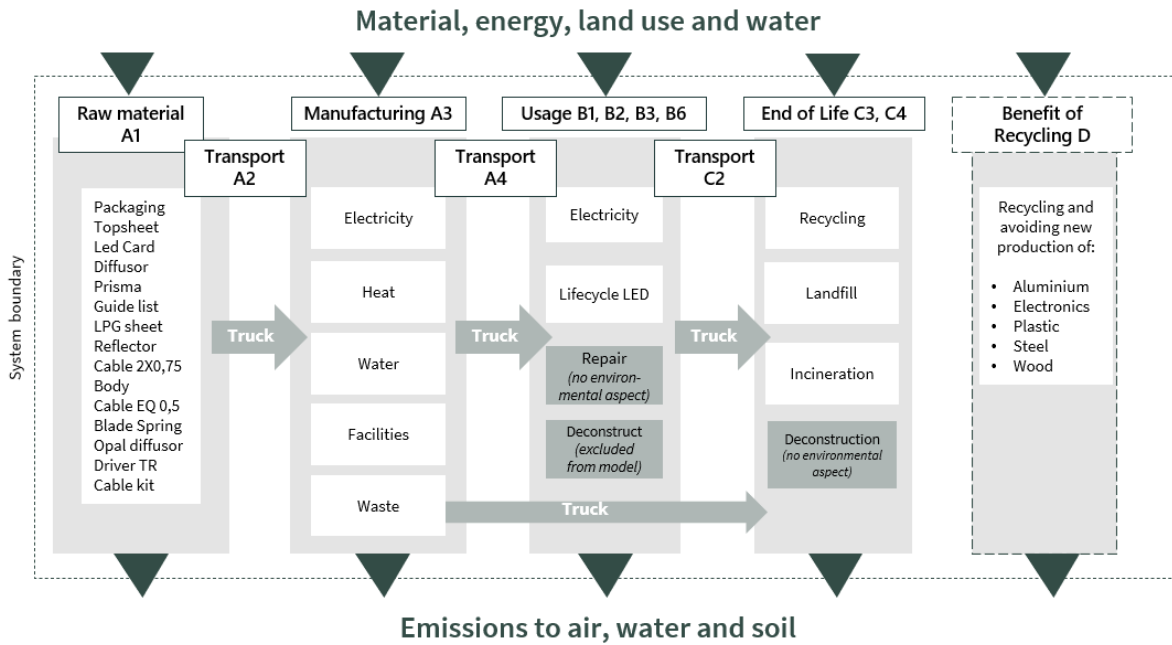 Material, energy, land use and water
System boundary
Raw material
A1
Transport
A2
Manufacturing A3
Transport
A4
Usage B1, B2, B3, B6
Transport
C2
End of Life C3, C4
Benefit of
Recycling D
Packaging
Topsheet
Led Card
Diffusor
Prisma
Guide list
LPG sheet
Reflector
Cable 2X0,75
Body
Cable EQ 0,5
Blade Spring
Opal diffusor
Driver TR
Cable kit
Truck
Electricity
Heat
Water
Facilities
Waste
Truck
Electricity
Lifecycle LED
Repair
(no environ-
mental aspect)
Deconstruct
(excluded
from model)
Truck
Truck
Recycling
Landfill
Incineration
Deconstruction
(no environmental
aspect)
Recycling and
avoiding new
production of:
• Aluminium
• Electronics
• Plastic
• Steel
• Wood
Emissions to air, water and soil